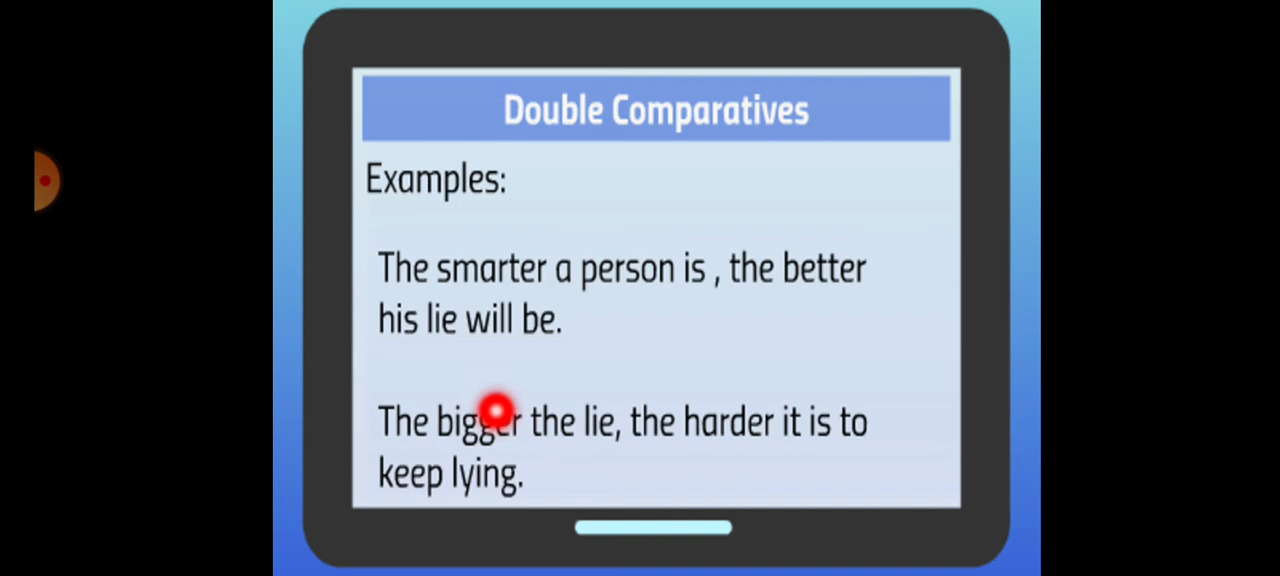 Double Comparatives
Examples:
The smarter a person is , the better
his lie will be.
The bigger the lie, the harder it is to
keep lying.